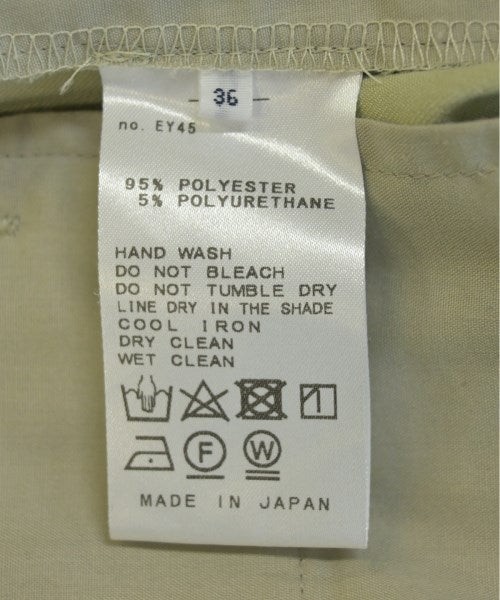 36
no. EY45
95% POLYESTER
5% POLYURETHANE
HAND WASH
DO NOT BLEACH
DO NOT TUMBLE DRY
LINE DRY IN THE SHADE
COOL IRON
DRY CLEAN
WET CLEAN
F W
MADE IN JAPAN